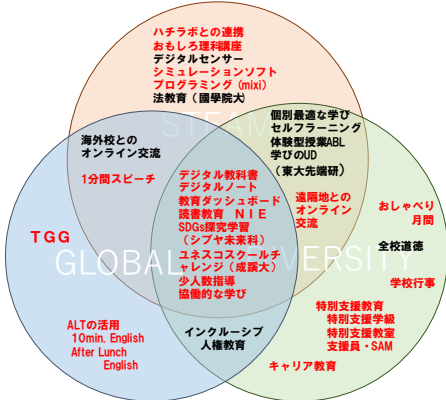 ハチラボとの連携
おもしろ理科講座
デジタルセンサー
シミュレーションソフト
プログラミング(mixi)
法教育(國學院大)
STEAM
海外校との
オンライン交流
1分間スピーチ
個別最適な学び
セルフラーニング
体験型授業ABL
学びのUD
(東大先端研)
デジタル教科書
デジタルノート
教育ダッシュボード
読書教育 NIE
SDGs探究学習
(シブヤ未来科)
ユネスコスクールチ
ャレンジ(成蹊大)
少人数指導
協働的な学び
遠隔地との
オンライン
交流
おしゃべり
月間
全校道徳
学校行事
TGG
GLOBAL
DIVERSITY
ALTの活用
10min. English
After Lunch
English
インクルーシブ
人権教育
特別支援教育
特別支援学級
特別支援教室
支援員・SAM
キャリア教育